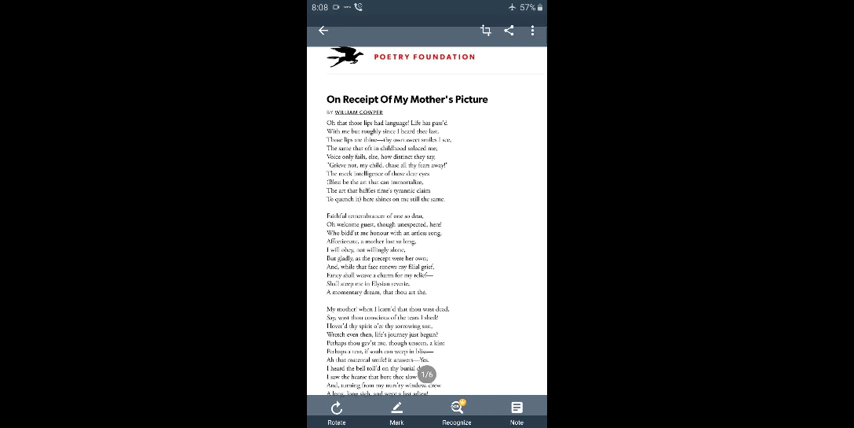 8:08
57%
POETRY FOUNDATION
On Receipt Of My Mother's Picture
BY WILLIAM COWPER
Oh that those lips had language! Life has pass'd
With me but roughly since I heard thee last.
Those lips are thine—thy own sweet smiles I see,
The same that oft in childhood solaced me;
Voice only fails, else, how distinct they say,
"Grieve not, my child, chase all thy fears away!"
The meek intelligence of those dear eyes
(Blest be the art that can immortalize,
The art that baffles time's tyrannic claim
To quench it) here shines on me still the same.
Faithful remembrancer of one so dear,
Oh welcome guest, though unexpected, here!
Who bidd'st me honour with an artless song,
Affectionate, a mother lost so long,
I will obey, not willingly alone,
But gladly, as the precept were her own;
And, while that face renews my filial grief,
Fancy shall weave a charm for my relief—
Shall steep me in Elysian reverie,
A momentary dream, that thou art she.
My mother! when I learn'd that thou wast dead,
Say, wast thou conscious of the tears I shed?
Hover'd thy spirit o'er thy sorrowing son,
Wretch even then, life's journey just begun?
Perhaps thou gav'st me, though unseen, a kiss;
Perhaps a tear, if souls can weep in bliss—
Ah that maternal smile! it answers—Yes.
I heard the bell toll'd on thy burial
I saw the hearse that bore thee slow
And, turning from my nurs'ry window, drew
A long, long sigh, and wept a last adieu!
1/6
Rotate
Mark
Recognize
Note